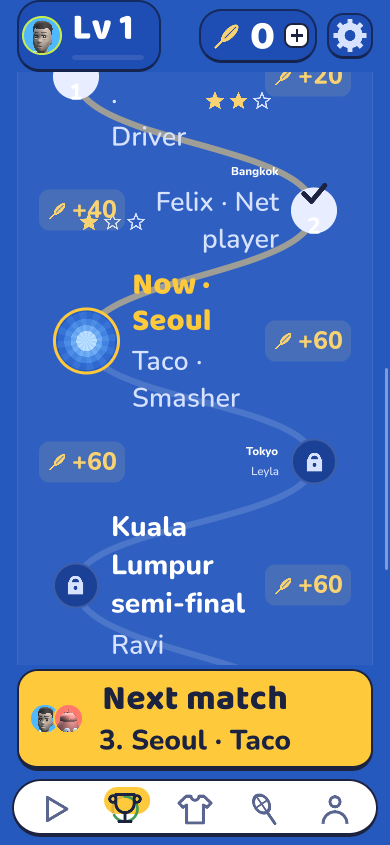 Lv 1
0
+20
1
·
Driver
Bangkok
+40
Felix · Net
player
2
Now ·
Seoul
+60
Taco ·
Smasher
+60
Tokyo
Leyla
Kuala
Lumpur
semi-final
+60
Ravi
Next match
3. Seoul · Taco